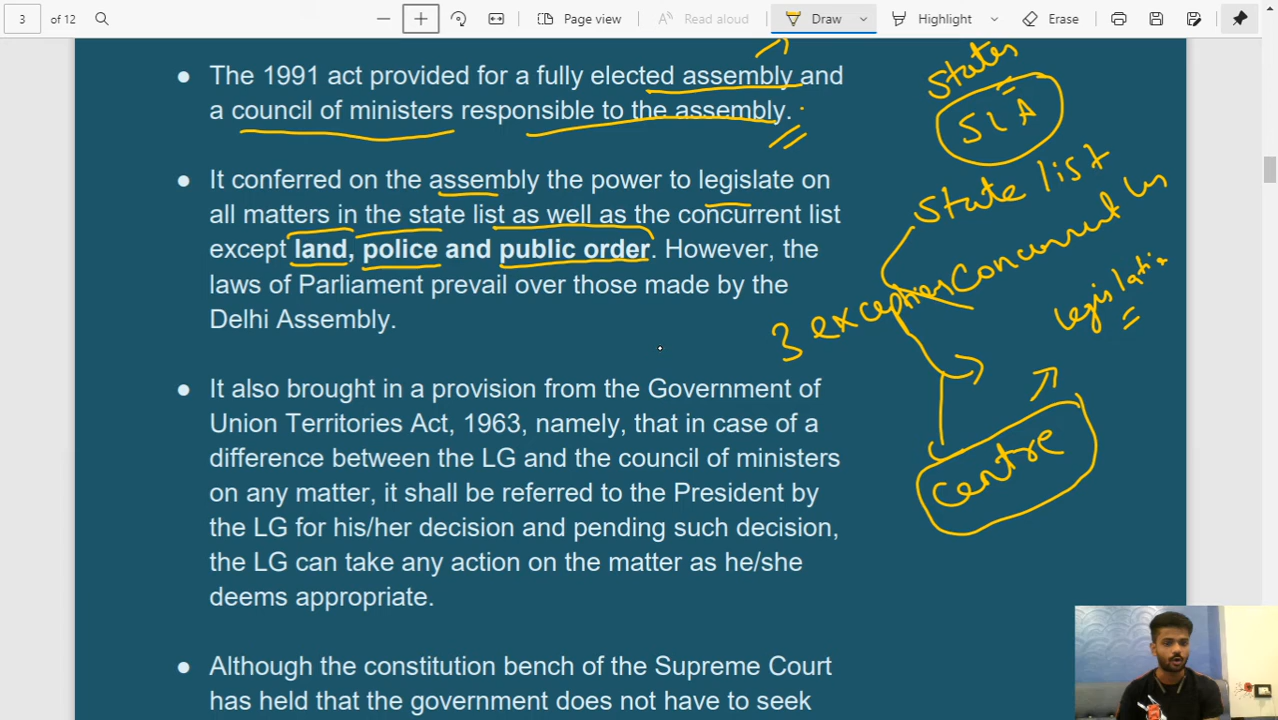 3 of 12
Page view
Read aloud
Draw
Highlight
Erase
● The 1991 act provided for a fully elected assembly and
a council of ministers responsible to the assembly.
● It conferred on the assembly the power to legislate on
all matters in the state list as well as the concurrent list
except land, police and public order. However, the
laws of Parliament prevail over those made by the
Delhi Assembly.
● It also brought in a provision from the Government of
Union Territories Act, 1963, namely, that in case of a
difference between the LG and the council of ministers
on any matter, it shall be referred to the President by
the LG for his/her decision and pending such decision,
the LG can take any action on the matter as he/she
deems appropriate.
● Although the constitution bench of the Supreme Court
has held that the government does not have to seek
States
SLA
State list
Concurrent
3 exception
Centre